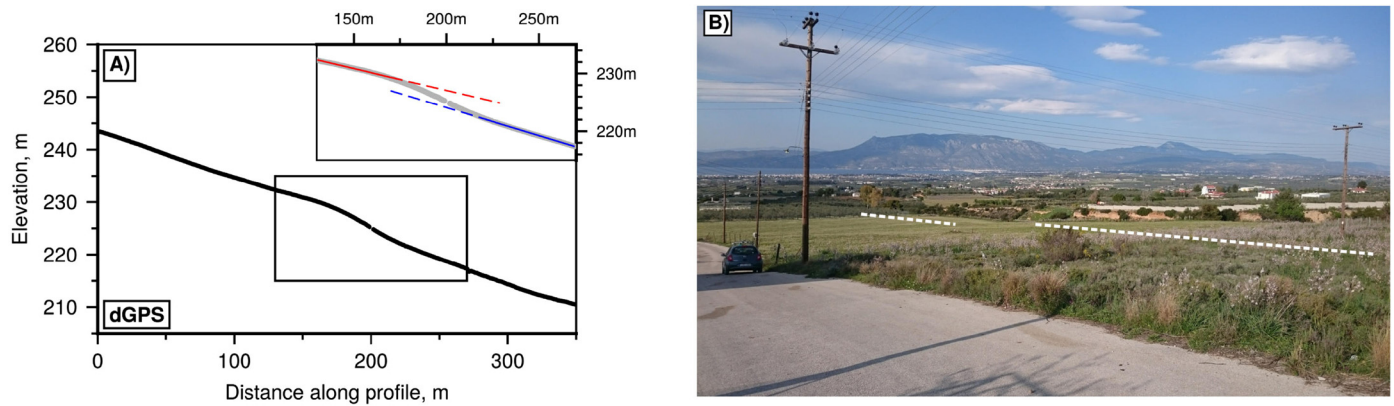 150m 200m 250m
A)
230m
220m
260
250
240
230
220
210
Elevation, m
dGPS
0 100 200 300
Distance along profile, m
B)